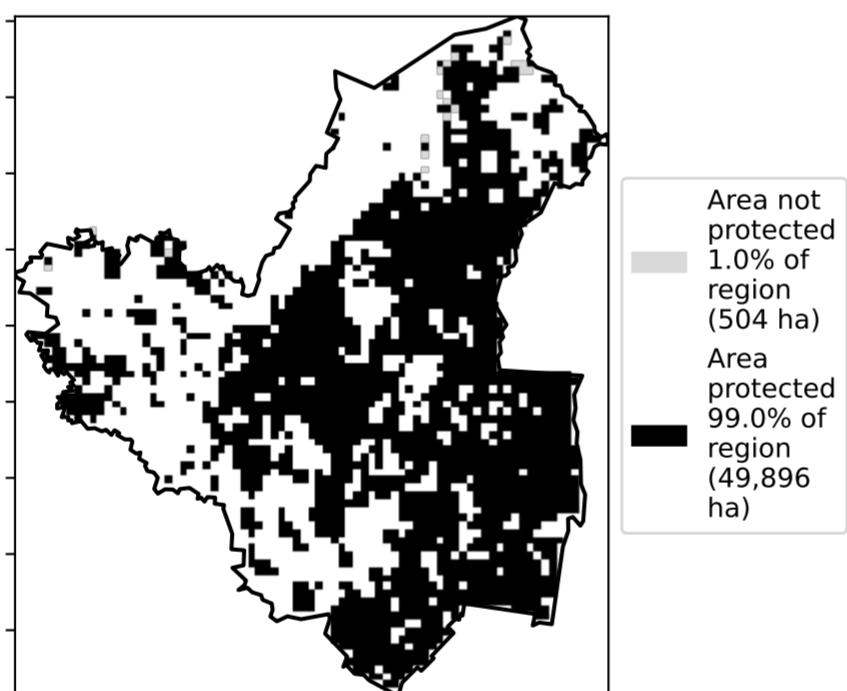 Area not
protected
1.0% of
region
(504 ha)
Area
protected
99.0% of
region
(49,896
ha)